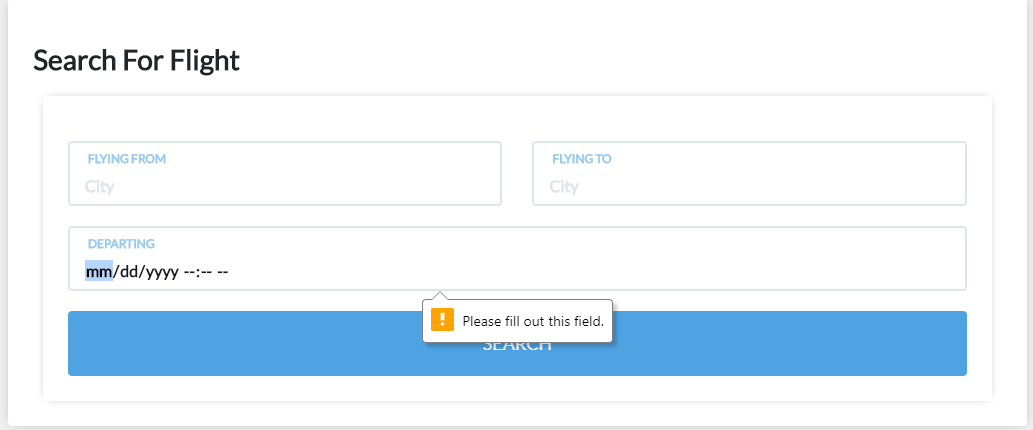 Search For Flight
FLYING FROM
City
FLYING TO
City
DEPARTING
mm/dd/yyyy --:-- --
! Please fill out this field.
SEARCH